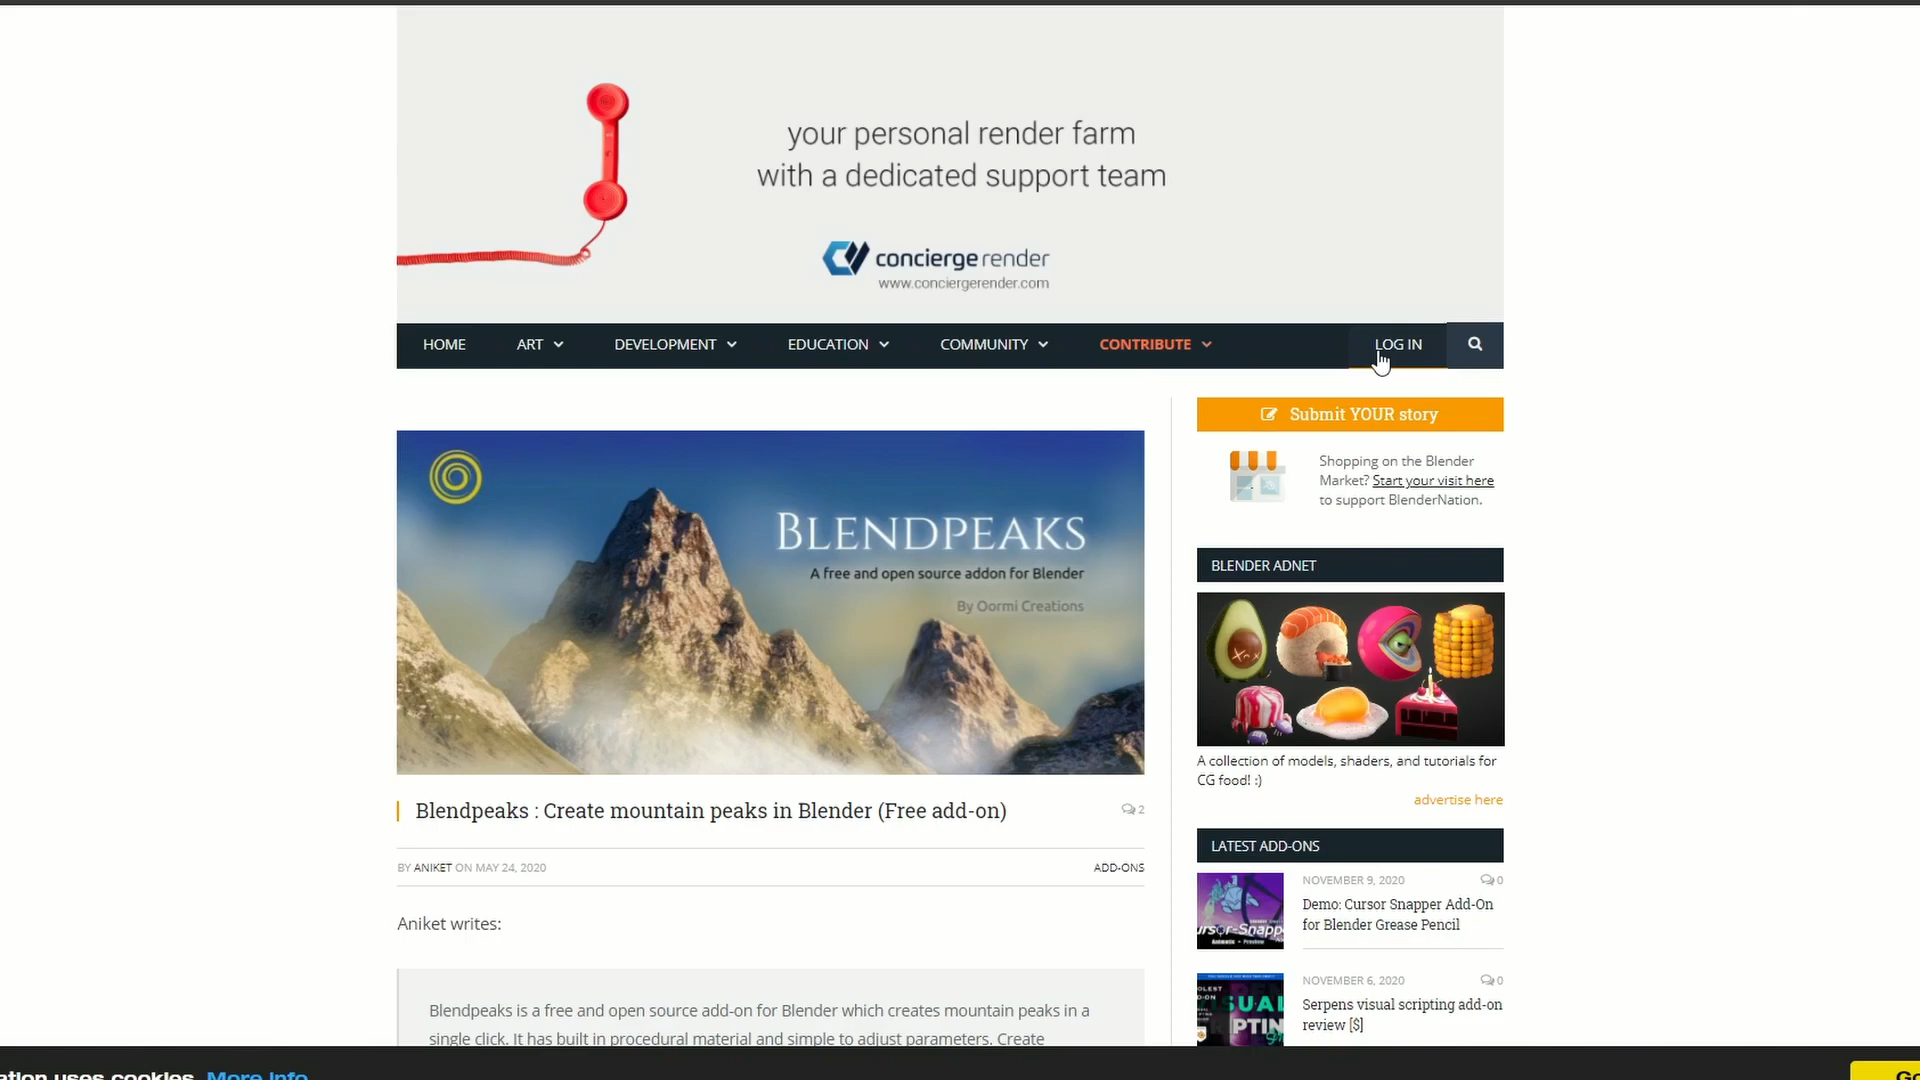 your personal render farm
with a dedicated support team
conciergerender
www.conciergerender.com
HOME
ART
DEVELOPMENT
EDUCATION
COMMUNITY
CONTRIBUTE
LOG IN
Submit YOUR story
Shopping on the Blender
Market? Start your visit here
to support BlenderNation.
BLENDPEAKS
A free and open source addon for Blender
By Oormi Creations
BLENDER ADNET
A collection of models, shaders, and tutorials for
CG food! :)
advertise here
Blendpeaks : Create mountain peaks in Blender (Free add-on)
2
BY ANIKET ON MAY 24, 2020
ADD-ONS
Aniket writes:
Blendpeaks is a free and open source add-on for Blender which creates mountain peaks in a
single click. It has built in procedural material and simple to adjust parameters. Create
LATEST ADD-ONS
NOVEMBER 9, 2020
0
Demo: Cursor Snapper Add-On
for Blender Grease Pencil
NOVEMBER 6, 2020
0
Serpens visual scripting add-on
review [$]
uses cookies. More info